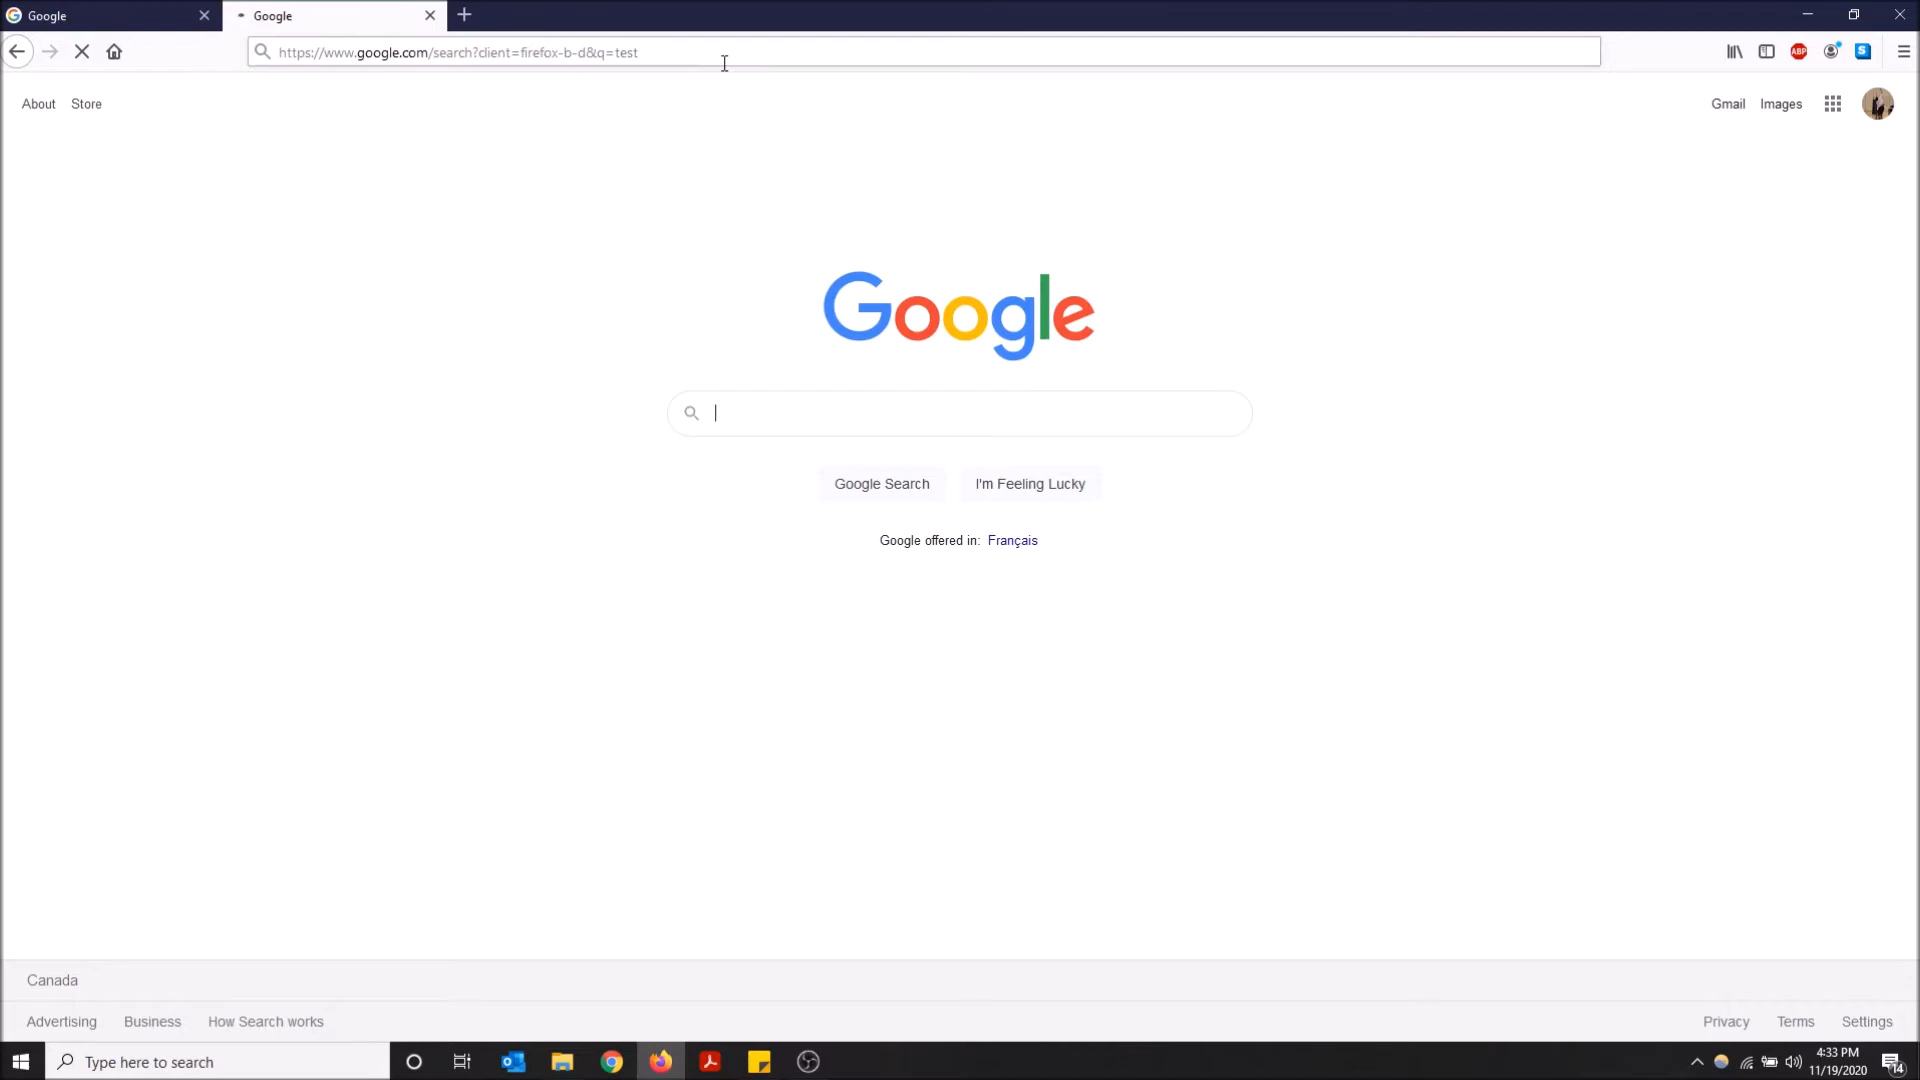 Google
Google
https://www.google.com/search?client=firefox-b-d&q=test
ABP
S
About Store
Gmail Images
Google
Google Search I'm Feeling Lucky
Google offered in: Français
Canada
Advertising Business How Search works
Privacy Terms Settings
Type here to search
4:33 PM
11/19/2020
14